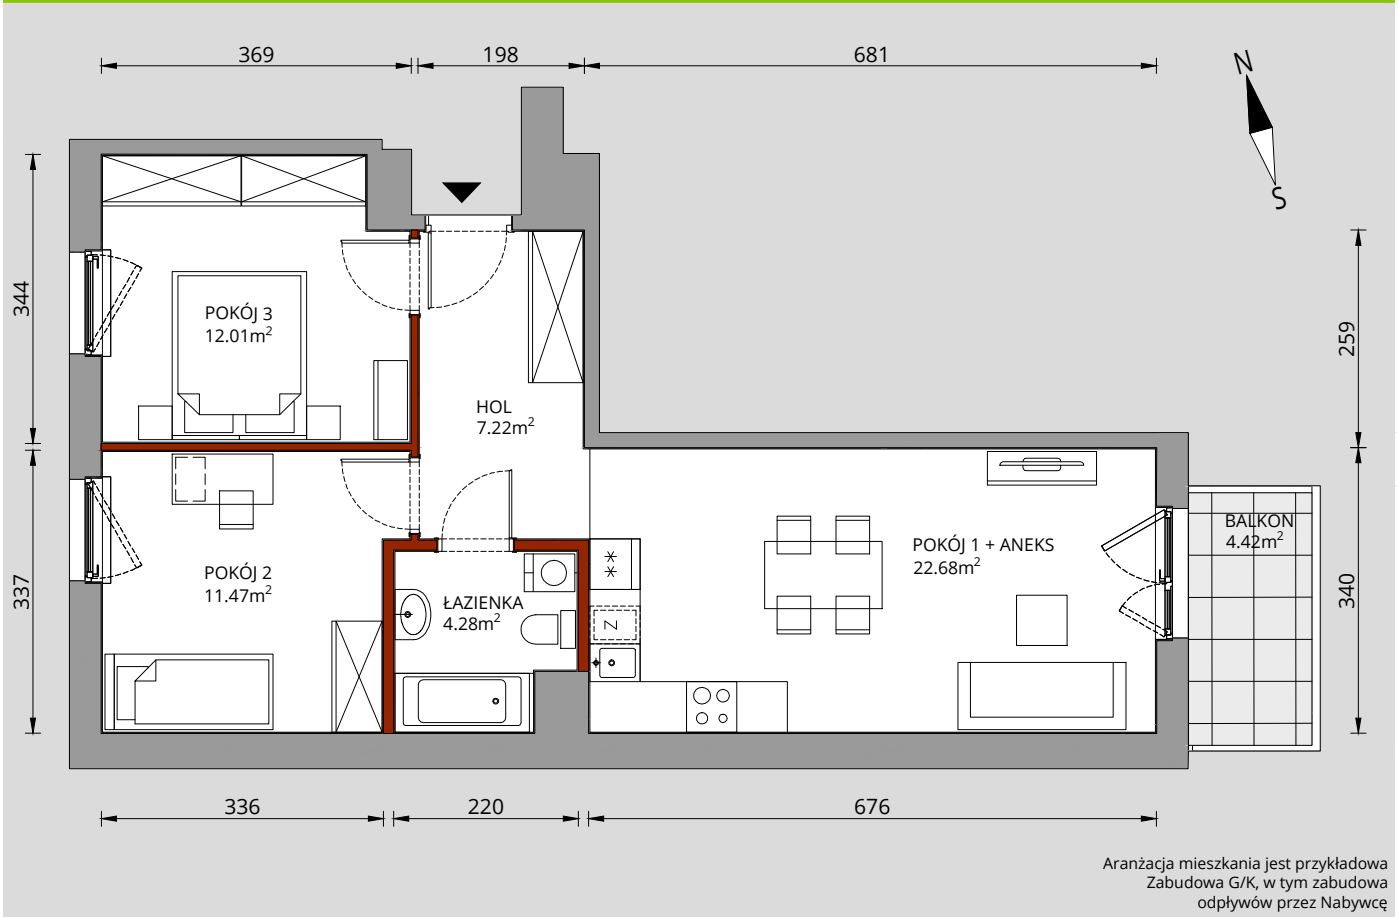 369
198
681
N
S
344
259
POKÓJ 3
12.01m²
HOL
7.22m²
337
340
POKÓJ 2
11.47m²
ŁAZIENKA
4.28m²
**
Z
POKÓJ 1 + ANEKS
22.68m²
BALKON
4.42m²
336
220
676
Aranżacja mieszkania jest przykładowa
Zabudowa G/K, w tym zabudowa
odpływów przez Nabywcę